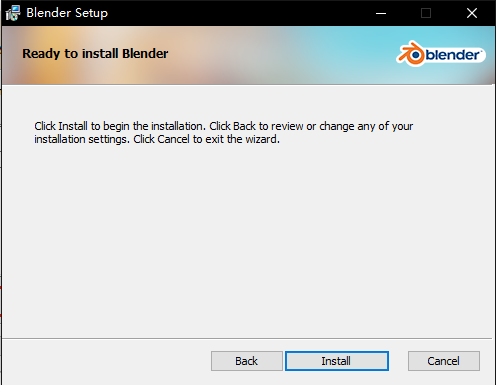 Blender Setup
Ready to install Blender
blender
Click Install to begin the installation. Click Back to review or change any of your
installation settings. Click Cancel to exit the wizard.
Back
Install
Cancel